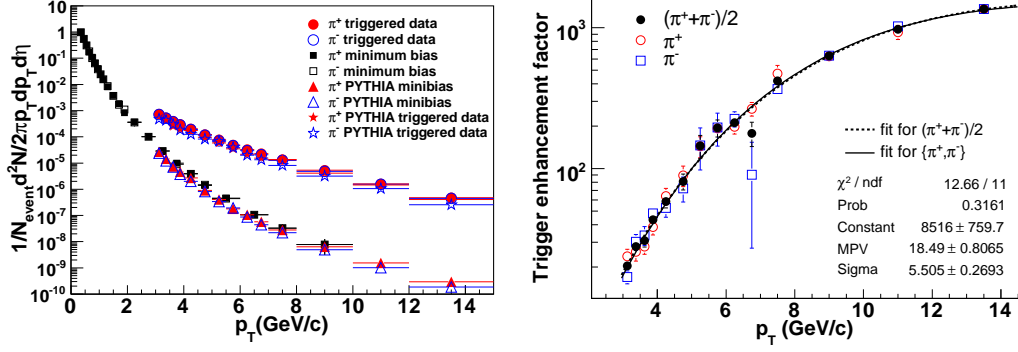 1/N_event d²N/2πp_T dp_T dη
1
10⁻¹
10⁻²
10⁻³
10⁻⁴
10⁻⁵
10⁻⁶
10⁻⁷
10⁻⁸
10⁻⁹
10⁻¹⁰
π⁺ triggered data
π⁻ triggered data
π⁺ minimum bias
π⁻ minimum bias
π⁺ PYTHIA minibias
π⁻ PYTHIA minibias
π⁺ PYTHIA triggered data
π⁻ PYTHIA triggered data
0 2 4 6 8 10 12 14
p_T(GeV/c)
Trigger enhancement factor
10³
10²
(π⁺+π⁻)/2
π⁺
π⁻
fit for (π⁺+π⁻)/2
fit for {π⁺,π⁻}
χ² / ndf 12.66 / 11
Prob 0.3161
Constant 8516 ± 759.7
MPV 18.49 ± 0.8065
Sigma 5.505 ± 0.2693
4 6 8 10 12 14
p_T (GeV/c)